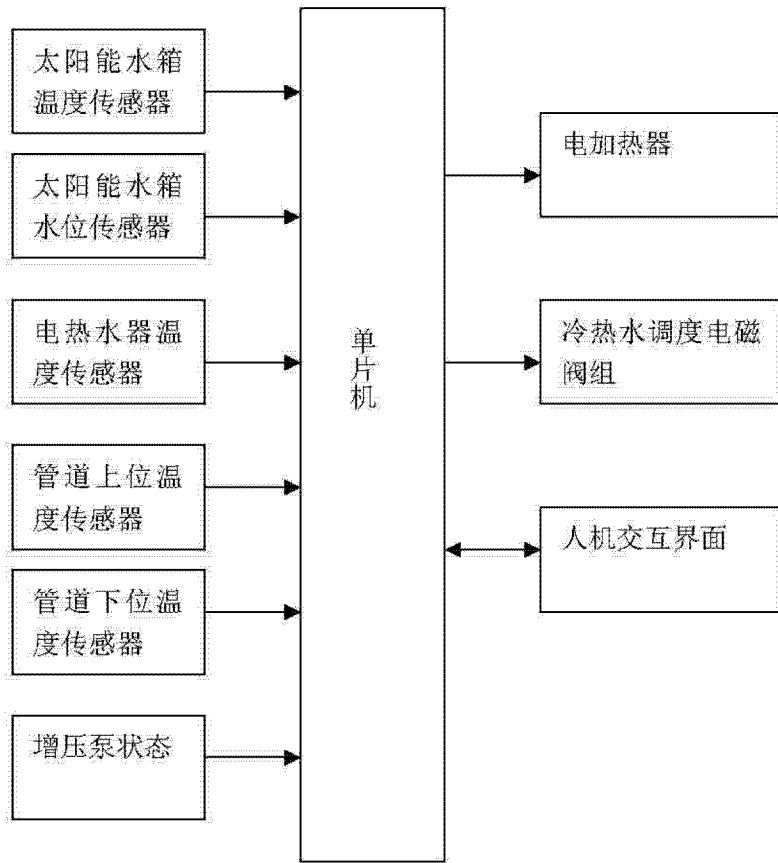 太阳能水箱
温度传感器
太阳能水箱
水位传感器
电热水器温
度传感器
管道上位温
度传感器
管道下位温
度传感器
增压泵状态
单片机
电加热器
冷热水调度电磁
阀组
人机交互界面